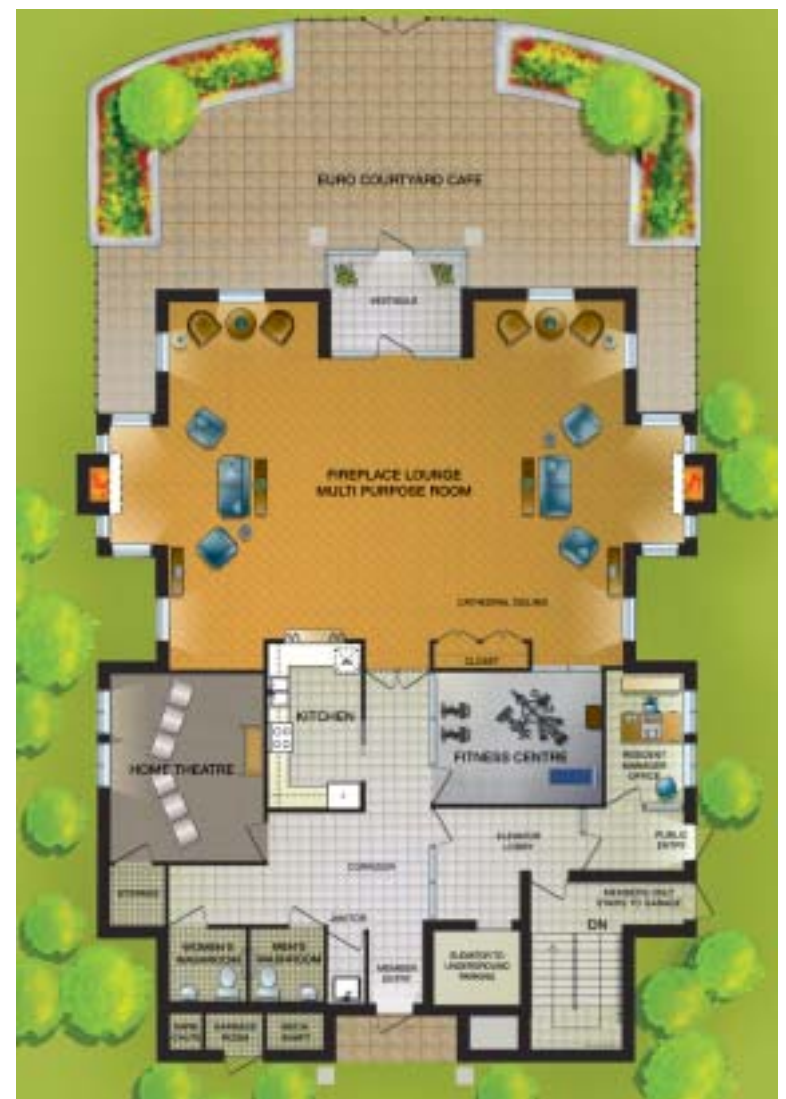 EURO COURTYARD CAFE
VESTIBULE
FIREPLACE LOUNGE
MULTI PURPOSE ROOM
CATHEDRAL CEILING
CLOSET
KITCHEN
HOME THEATRE
FITNESS CENTRE
RESIDENT
MANAGER
OFFICE
PUBLIC
ENTRY
ELEVATOR
LOBBY
CORRIDOR
STORAGE
MEMBERS ONLY
STAIRS TO GARAGE
DN
JANITOR
WOMEN'S
WASHROOM
MEN'S
WASHROOM
MEMBER
ENTRY
ELEVATOR TO
UNDERGROUND
PARKING
GARBAGE
ROOM
MECH
SHAFT